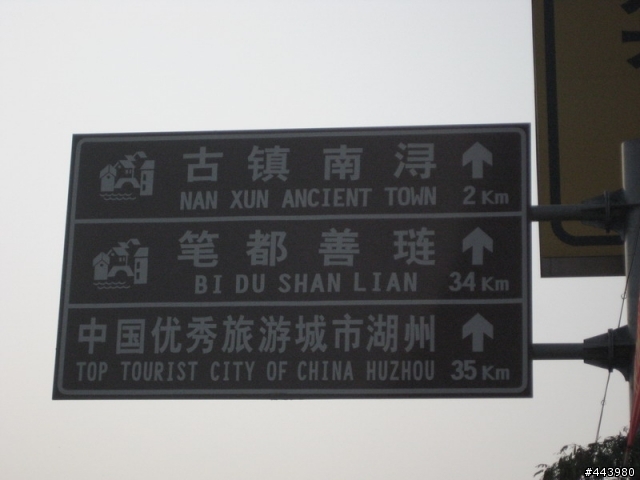 古镇南浔
NAN XUN ANCIENT TOWN 2 Km
笔都善琏
BI DU SHAN LIAN 34 Km
中国优秀旅游城市湖州
TOP TOURIST CITY OF CHINA HUZHOU 35 Km
#443980